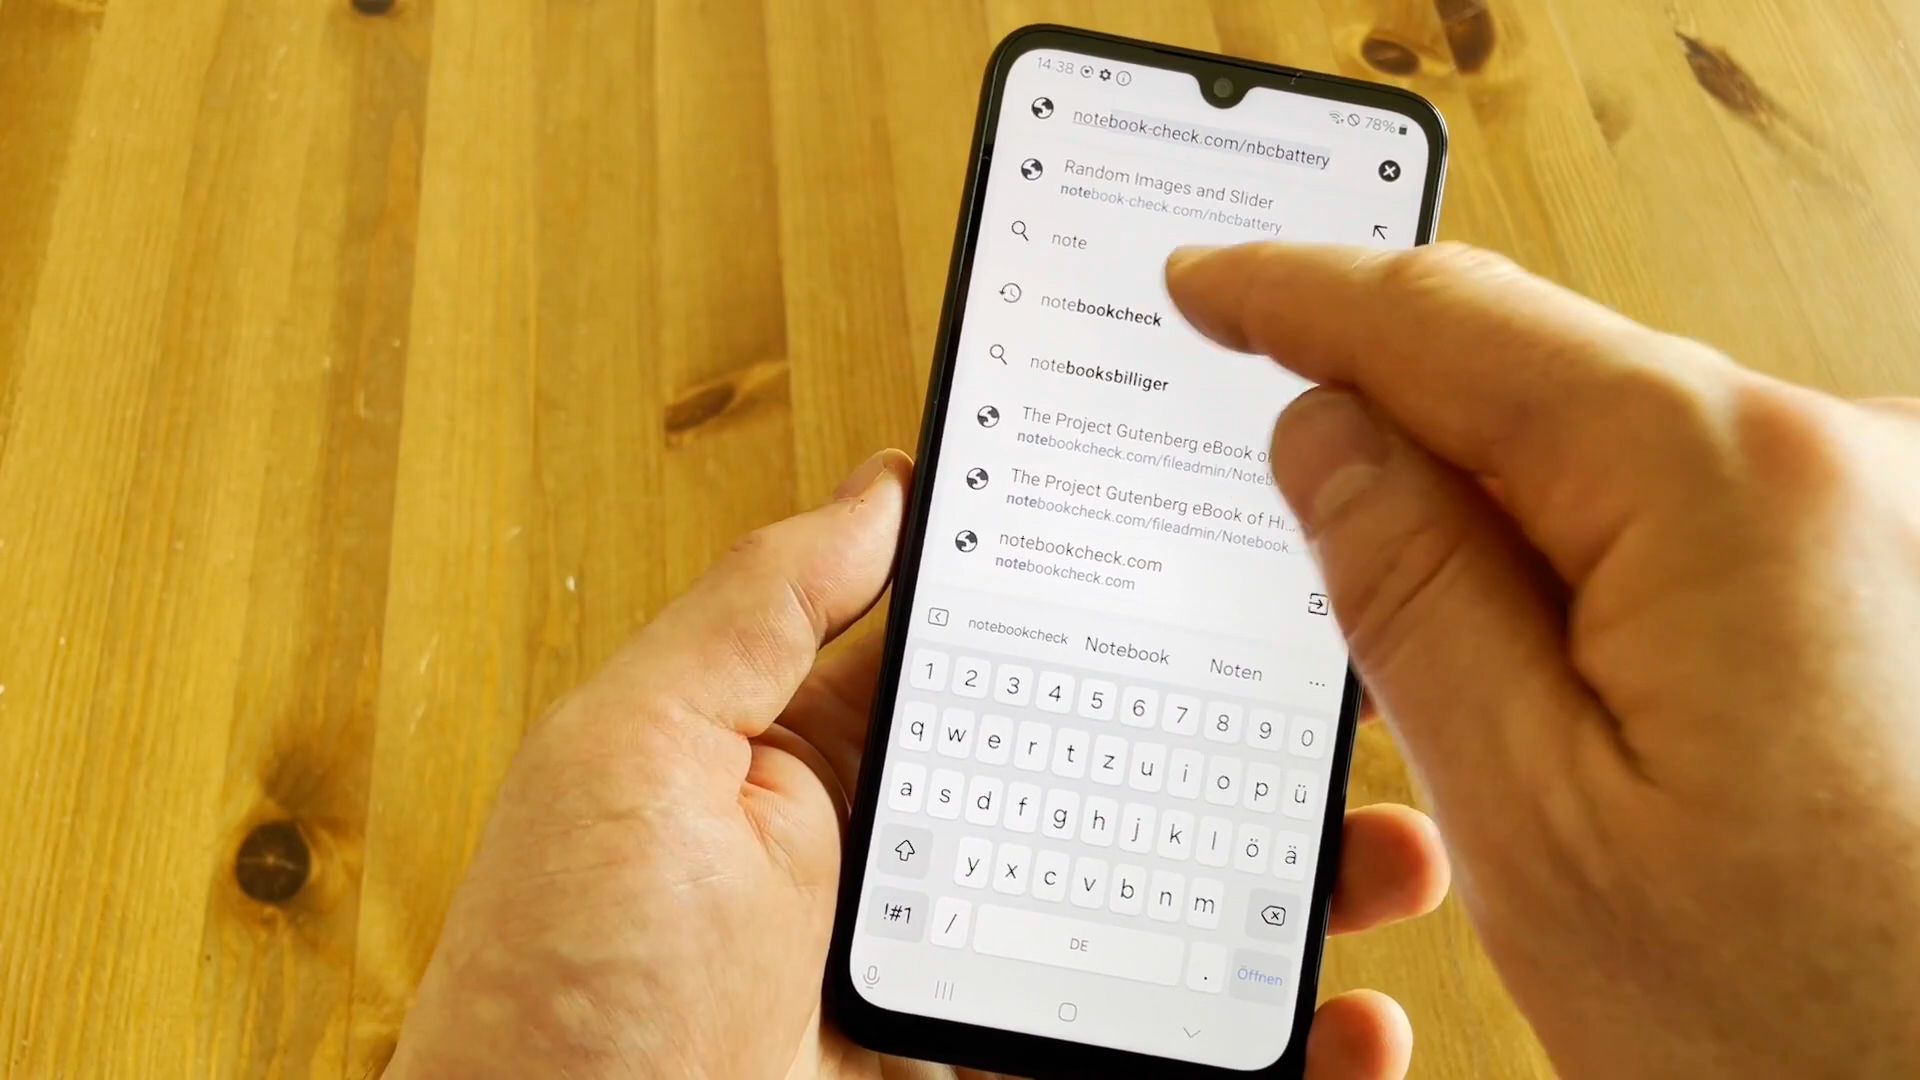 14:38
78%
notebook-check.com/nbcbattery
Random Images and Slider
notebook-check.com/nbcbattery
note
notebookcheck
notebooksbilliger
The Project Gutenberg eBook of
notebookcheck.com/fileadmin/Noteb
The Project Gutenberg eBook of Hi...
notebookcheck.com/fileadmin/Notebook
notebookcheck.com
notebookcheck.com
notebookcheck Notebook Noten ...
1 2 3 4 5 6 7 8 9 0
q w e r t z u i o p ü
a s d f g h j k l ö ä
y x c v b n m
!#1 / DE . Öffnen